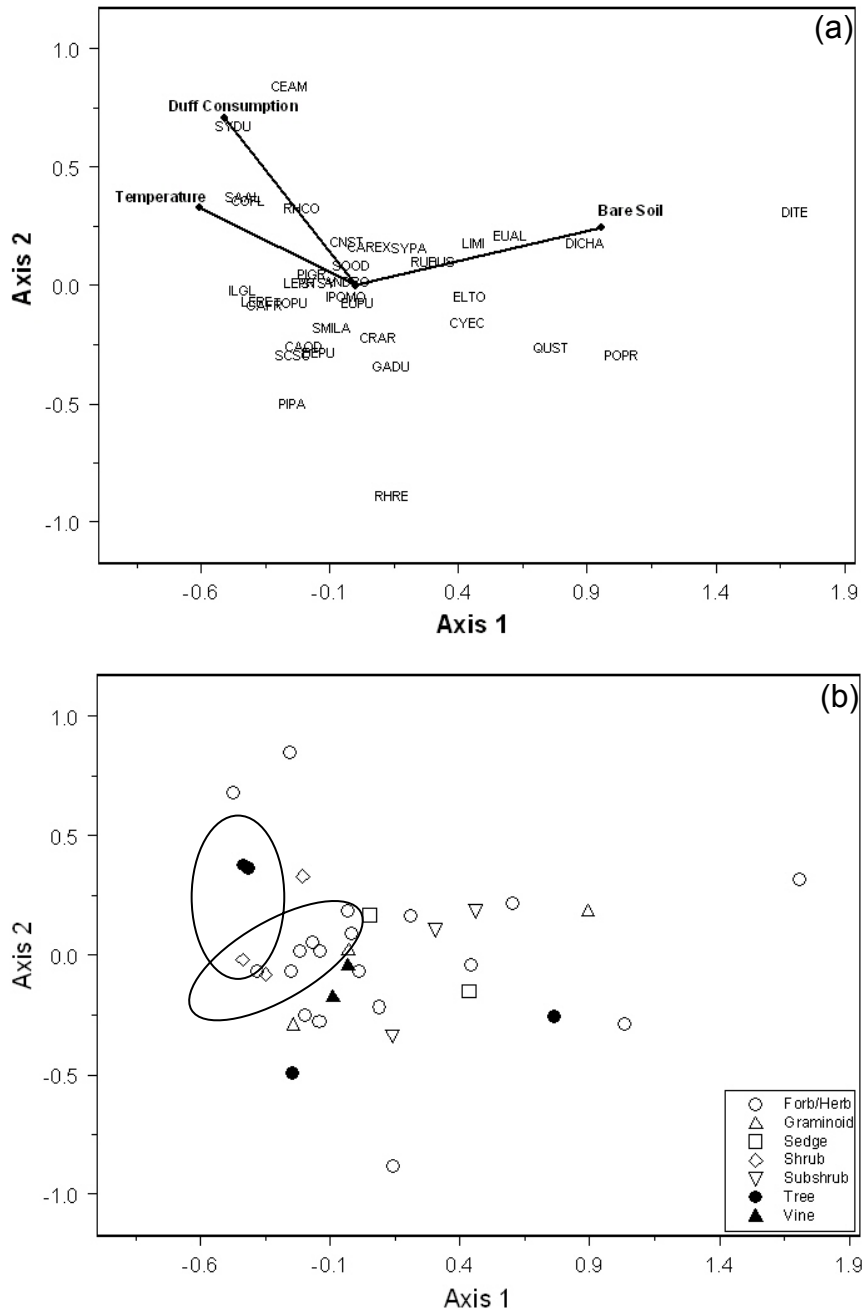 (a)
1.0
0.5
0.0
-0.5
-1.0
Axis 2
CEAM
Duff Consumption
SYDU
Temperature
SAAL
COFL
RHCO
Bare Soil
DITE
CNST
CAREX
SYPA
LIMI
EUAL
DICHA
SOOD
RUBUS
PIGR
ANDRO
ILGL
IPOMO
EUPU
ELTO
CAFR
TOPU
SMILA
CRAR
CYEC
CAOD
SCSC
GADU
QUST
POPR
PIPA
RHRE
-0.6
-0.1
0.4
0.9
1.4
1.9
Axis 1
(b)
1.0
0.5
0.0
-0.5
-1.0
Axis 2
Forb/Herb
Graminoid
Sedge
Shrub
Subshrub
Tree
Vine
-0.6
-0.1
0.4
0.9
1.4
1.9
Axis 1